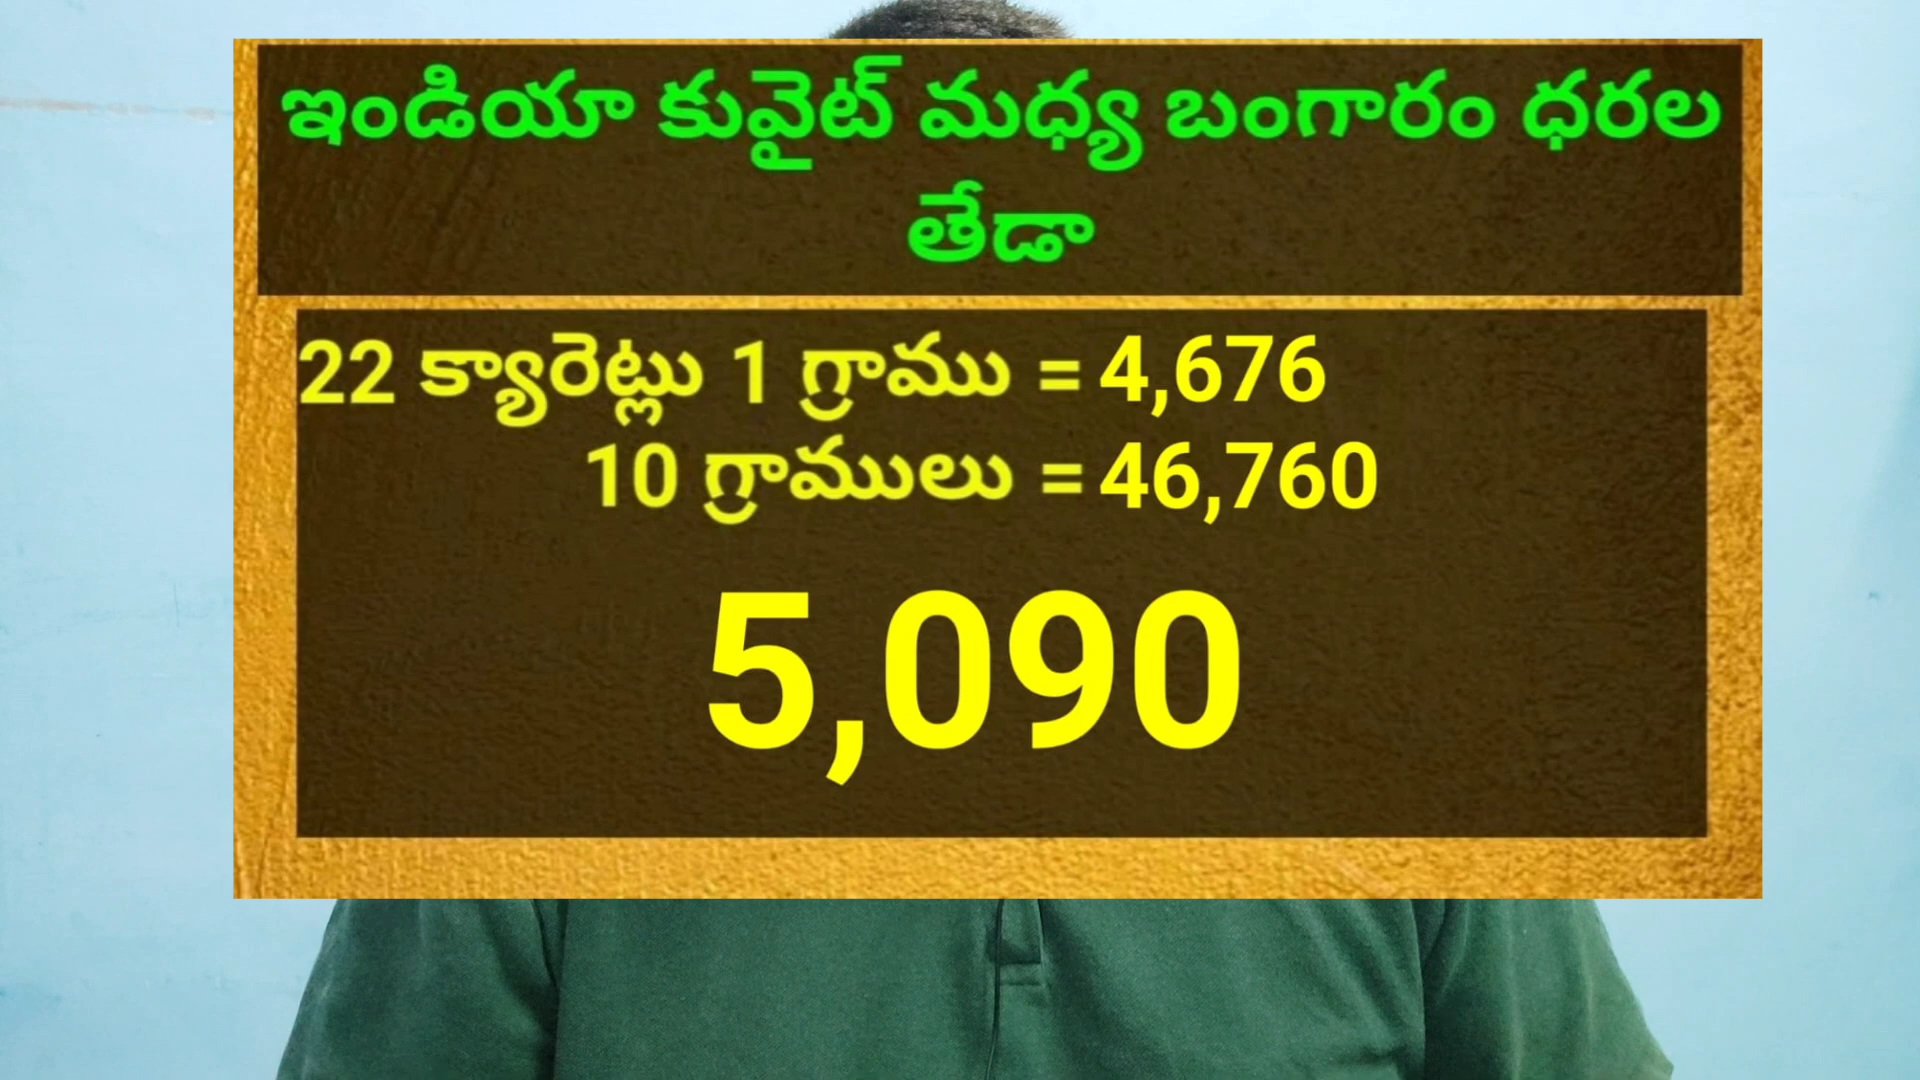 ఇండియా కువైట్ మధ్య బంగారం ధరల
తేడా
22 క్యారెట్లు 1 గ్రాము = 4,676
10 గ్రాములు = 46,760
5,090